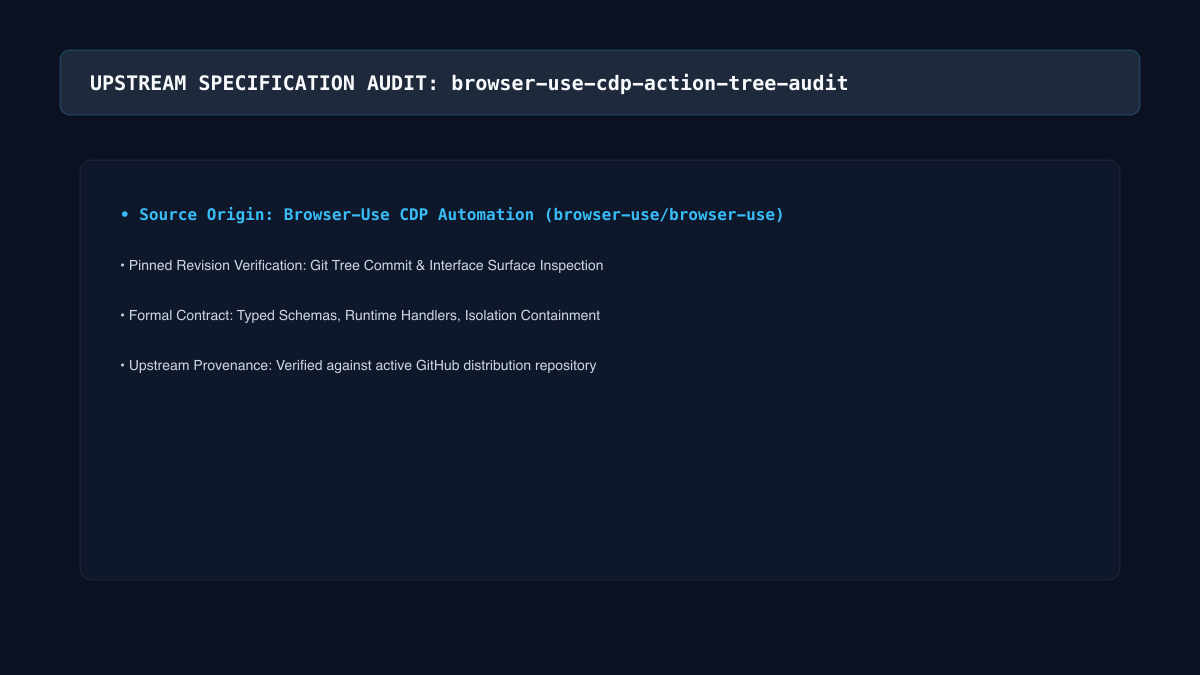 UPSTREAM SPECIFICATION AUDIT: browser-use-cdp-action-tree-audit
• Source Origin: Browser-Use CDP Automation (browser-use/browser-use)
• Pinned Revision Verification: Git Tree Commit & Interface Surface Inspection
• Formal Contract: Typed Schemas, Runtime Handlers, Isolation Containment
• Upstream Provenance: Verified against active GitHub distribution repository